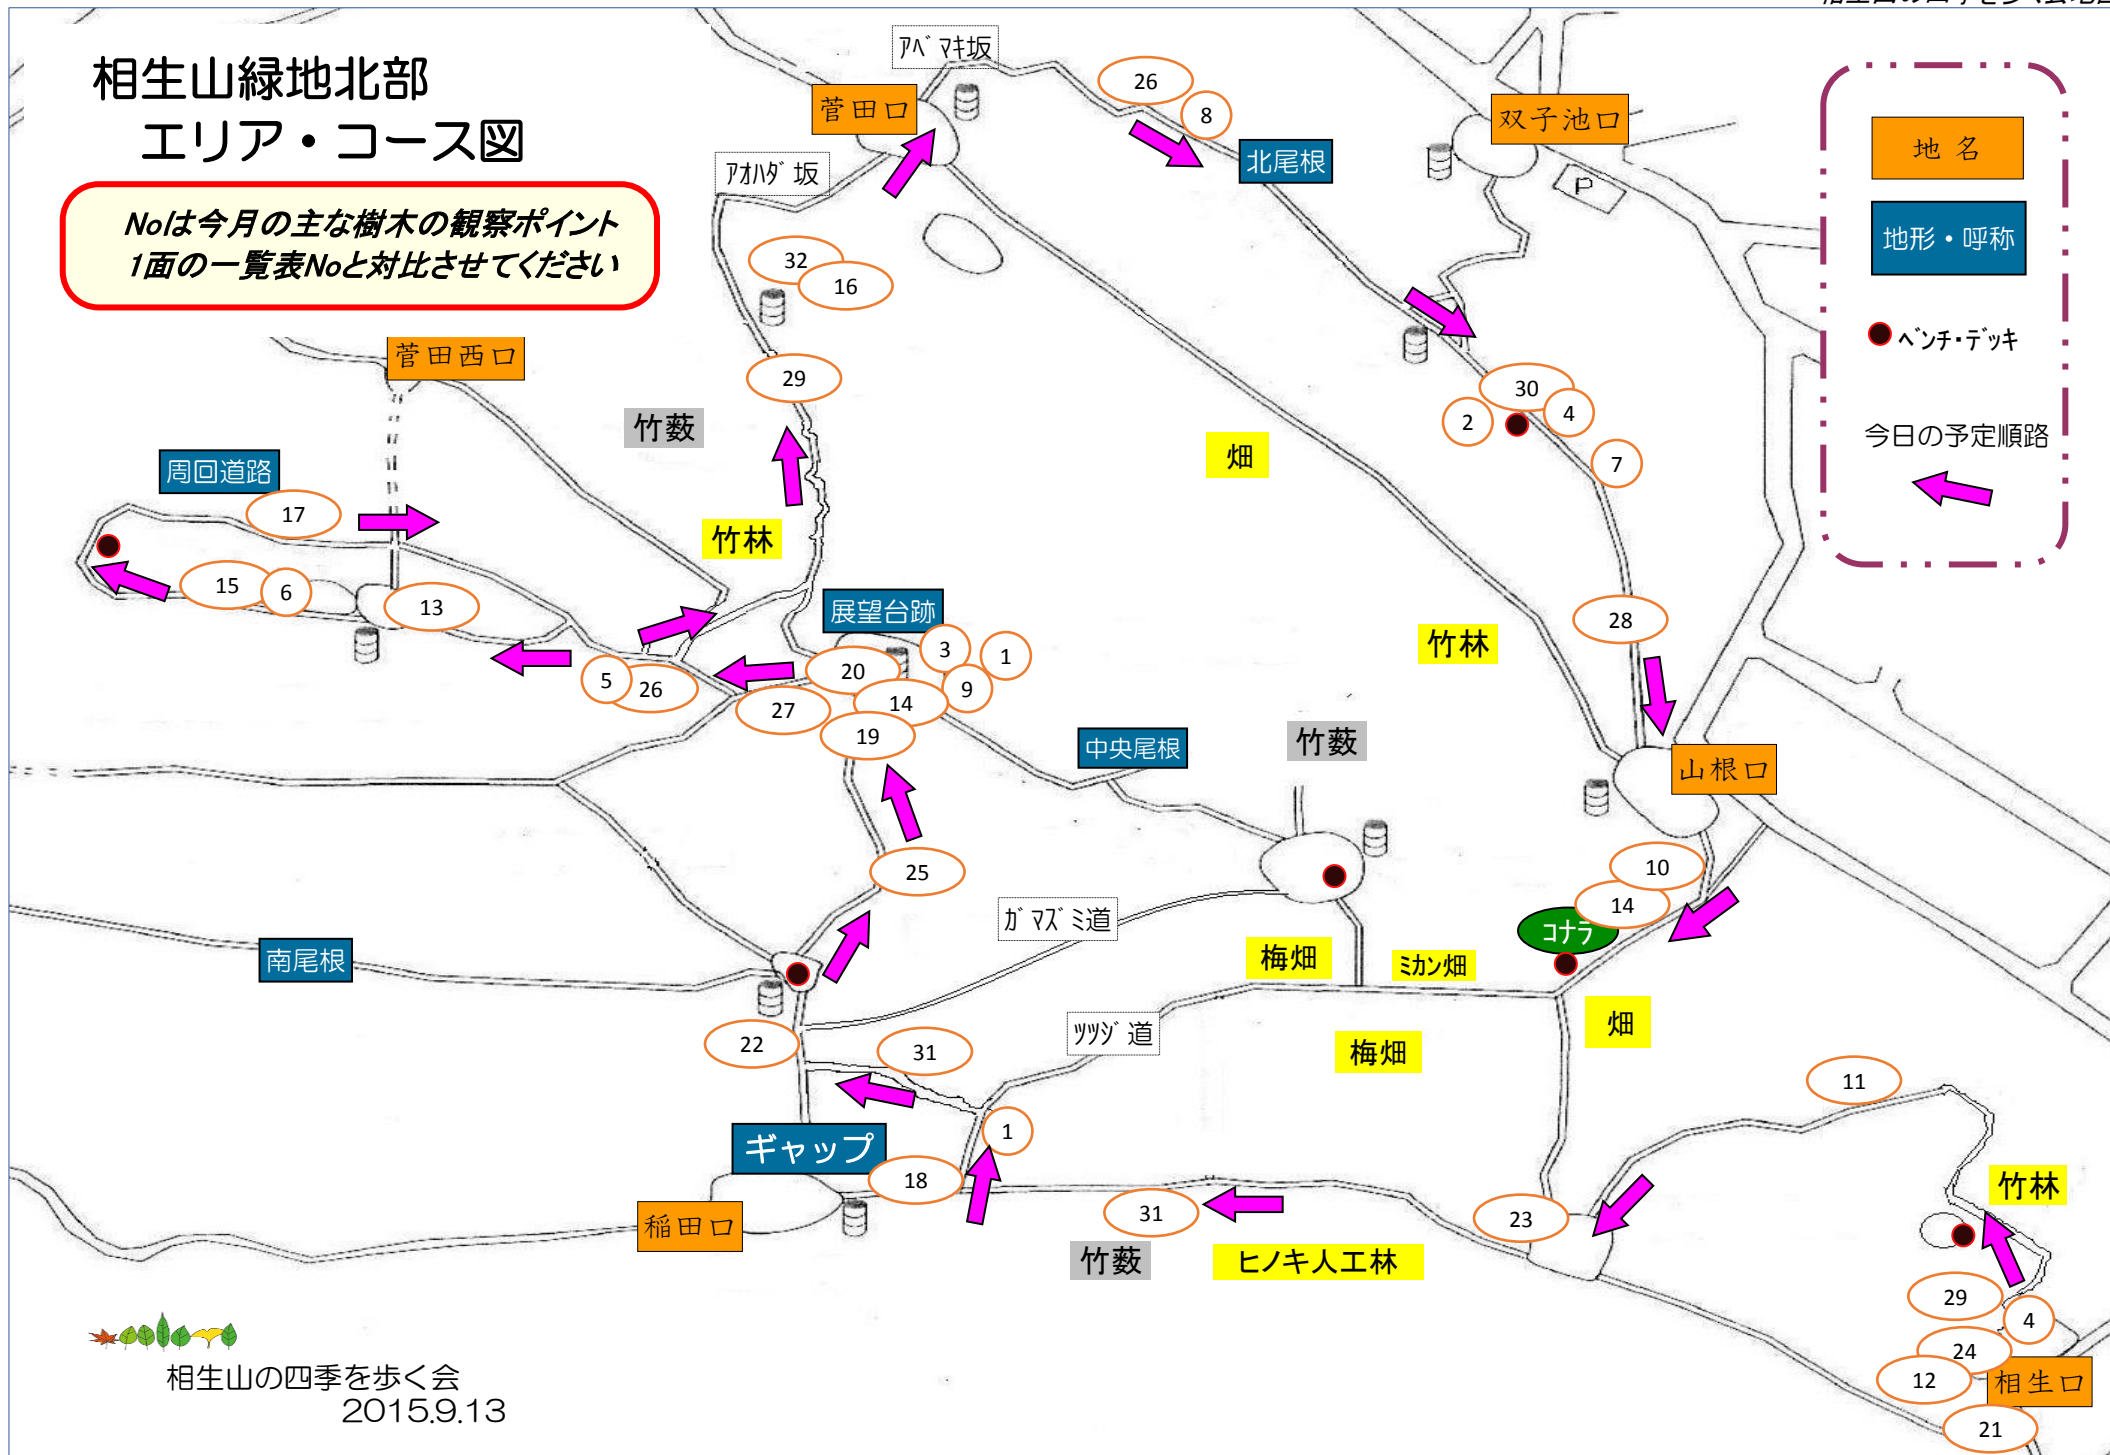 相生山緑地北部
エリア・コース図
Noは今月の主な樹木の観察ポイント
1面の一覧表Noと対比させてください
ｱﾍﾞﾏｷ坂
菅田口
26
8
北尾根
双子池口
P
地 名
地形・呼称
ﾍﾞﾝﾁ・ﾃﾞｯｷ
今日の予定順路
ｱｵﾊﾀﾞ坂
32
16
菅田西口
29
竹薮
30
2
4
7
畑
周回道路
17
竹林
15
6
13
展望台跡
28
竹林
3
1
20
9
5
26
14
27
19
中央尾根
竹薮
山根口
25
10
14
コナラ
ｶﾞﾏｽﾞﾐ道
南尾根
梅畑
ﾐｶﾝ畑
畑
22
31
ﾂﾂｼﾞ道
梅畑
11
1
ギャップ
18
竹林
31
23
稲田口
竹薮
ヒノキ人工林
29
4
24
12
相生口
21
相生山の四季を歩く会
2015.9.13